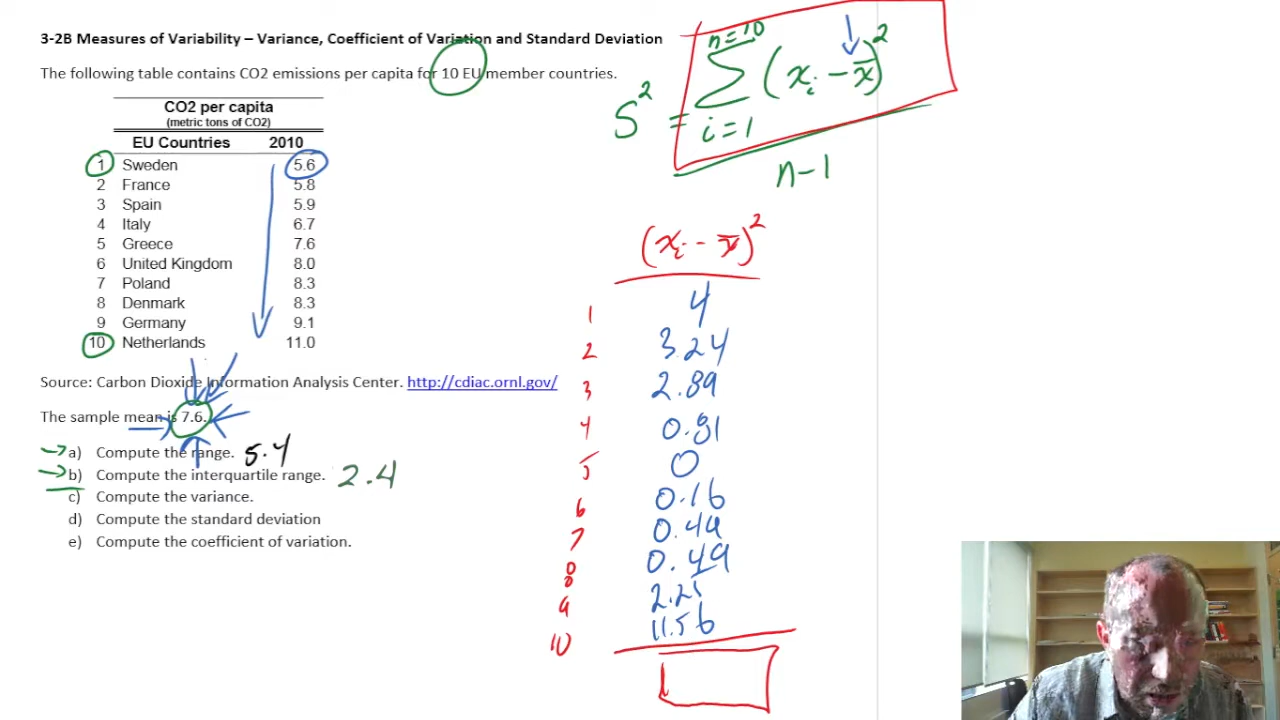 3-2B Measures of Variability – Variance, Coefficient of Variation and Standard Deviation
The following table contains CO2 emissions per capita for 10 EU member countries.
CO2 per capita
(metric tons of CO2)
EU Countries 2010
1 Sweden 5.6
2 France 5.8
3 Spain 5.9
4 Italy 6.7
5 Greece 7.6
6 United Kingdom 8.0
7 Poland 8.3
8 Denmark 8.3
9 Germany 9.1
10 Netherlands 11.0
Source: Carbon Dioxide Information Analysis Center. http://cdiac.ornl.gov/
The sample mean is 7.6.
a) Compute the range. 5.4
b) Compute the interquartile range. 2.4
c) Compute the variance.
d) Compute the standard deviation
e) Compute the coefficient of variation.
n=10
S² = Σ (xᵢ − x̄)²
i=1
n-1
(xᵢ - x̄)²
1 4
2 3.24
3 2.89
4 0.81
5 0
6 0.16
7 0.49
8 0.49
9 2.25
10 11.56